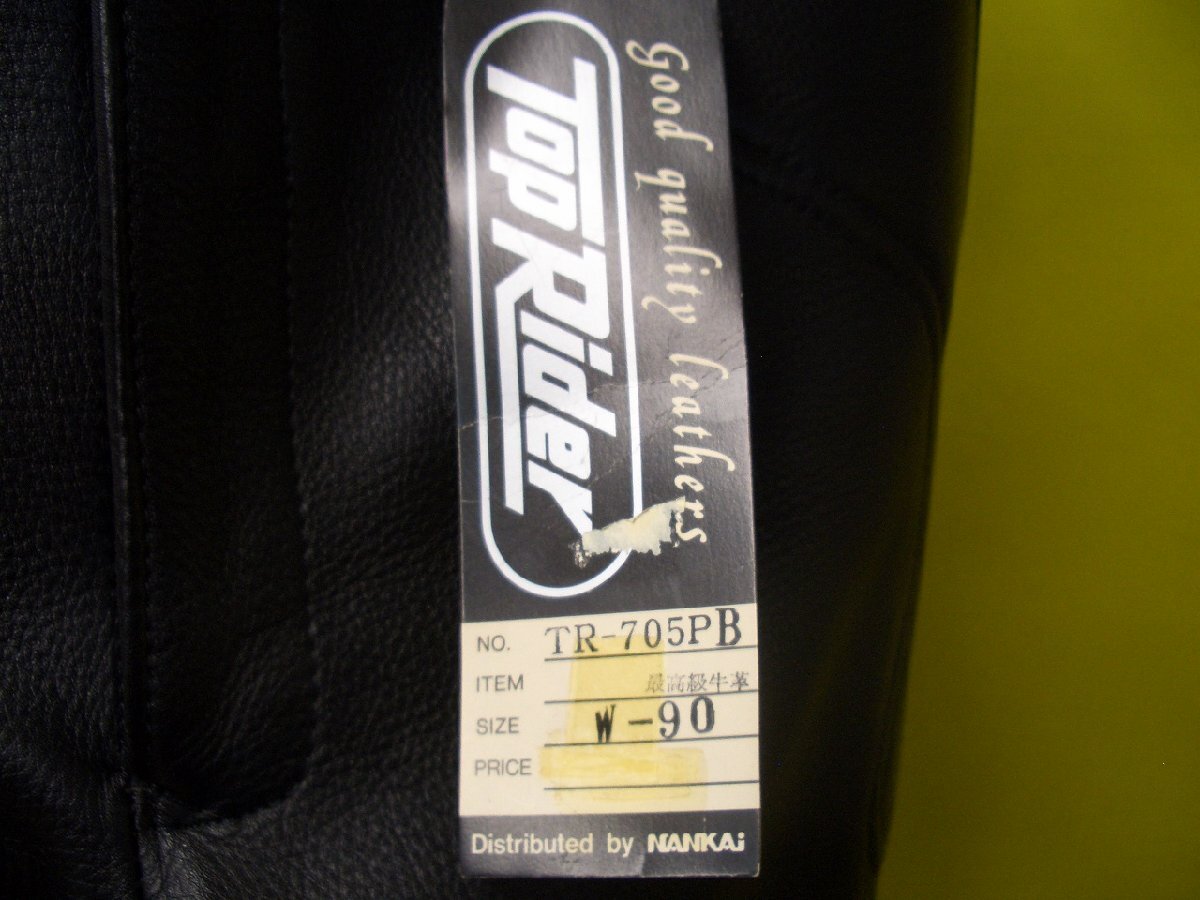 Good quality leathers
Top Rider
NO. TR-705PB
ITEM 最高級牛革
SIZE W-90
PRICE
Distributed by NANKAi